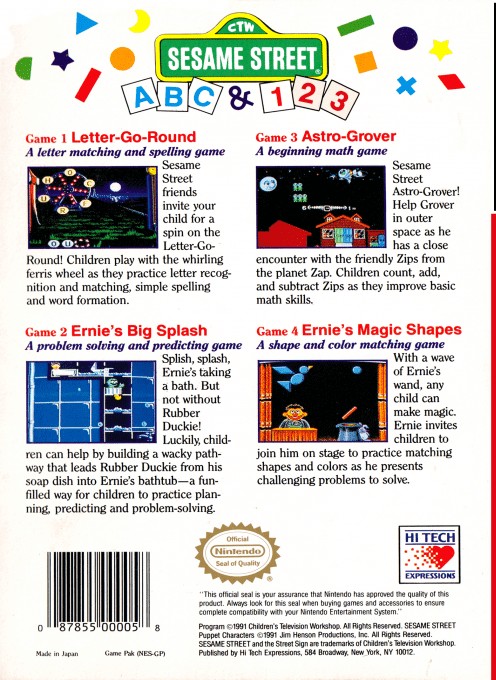 CTW
SESAME STREET
ABC & 123
Game 1 Letter-Go-Round
A letter matching and spelling game
Sesame
Street
friends
invite your
child for a
spin on the
Letter-Go-
Round! Children play with the whirling
ferris wheel as they practice letter recog-
nition and matching, simple spelling
and word formation.
Game 2 Ernie's Big Splash
A problem solving and predicting game
Splish, splash,
Ernie's taking
a bath. But
not without
Rubber
Duckie!
Luckily, child-
ren can help by building a wacky path-
way that leads Rubber Duckie from his
soap dish into Ernie's bathtub—a fun-
filled way for children to practice plan-
ning, predicting and problem-solving.
Game 3 Astro-Grover
A beginning math game
Sesame
Street
Astro-Grover!
Help Grover
in outer
space as he
has a close
encounter with the friendly Zips from
the planet Zap. Children count, add,
and subtract Zips as they improve basic
math skills.
Game 4 Ernie's Magic Shapes
A shape and color matching game
With a wave
of Ernie's
wand, any
child can
make magic.
Ernie invites
children to
join him on stage to practice matching
shapes and colors as he presents
challenging problems to solve.
Official
Nintendo
Seal of Quality
®
HI TECH
EXPRESSIONS
"This official seal is your assurance that Nintendo has approved the quality of this
product. Always look for this seal when buying games and accessories to ensure
complete compatibility with your Nintendo Entertainment System."
Program ©1991 Children's Television Workshop. All Rights Reserved. SESAME STREET
Puppet Characters ©1991 Jim Henson Productions, Inc. All Rights Reserved.
SESAME STREET and the Street Sign are trademarks of Children's Television Workshop.
Published by Hi Tech Expressions, 584 Broadway, New York, NY 10012.
0 87855 00005 8
Made in Japan
Game Pak (NES-GP)